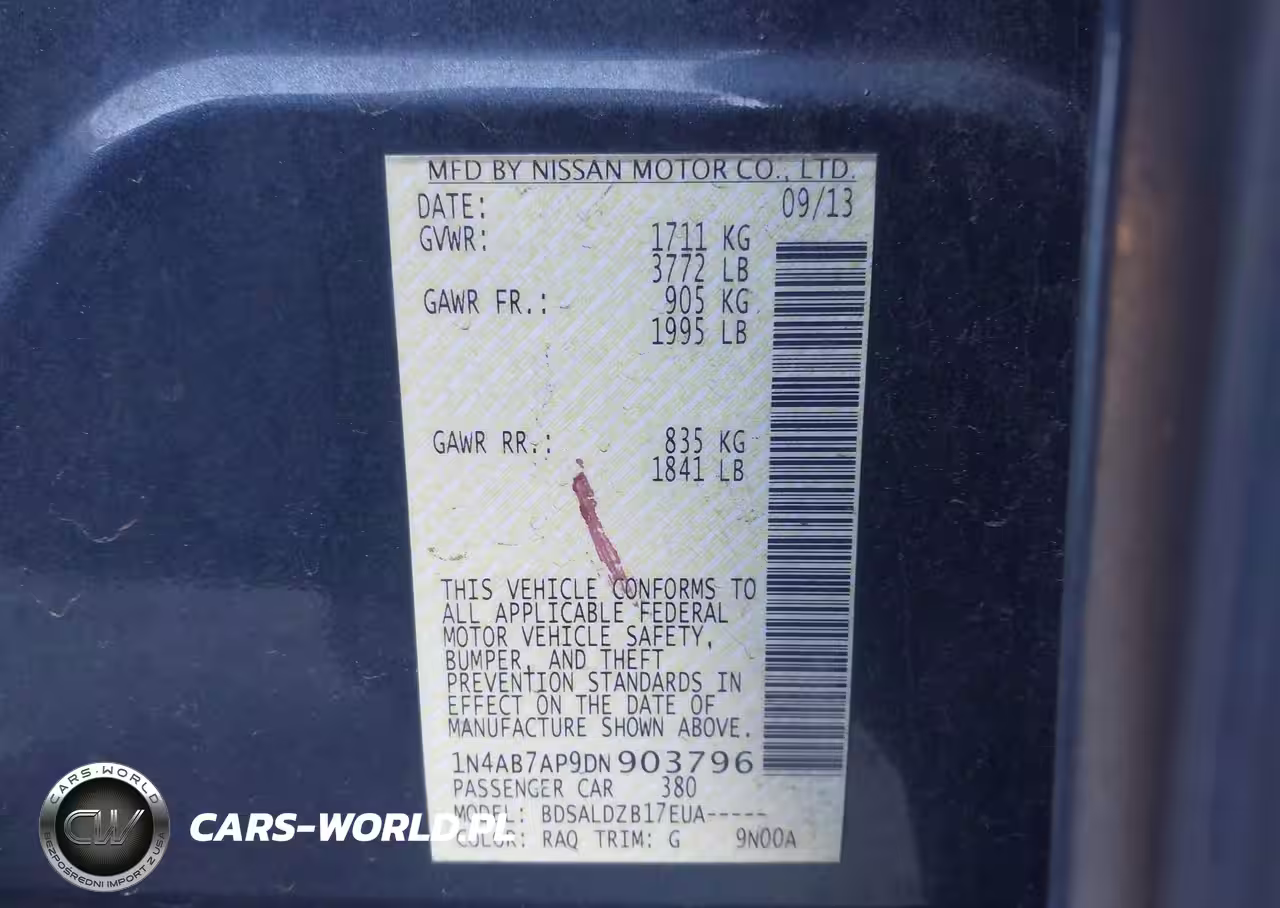 MFD BY NISSAN MOTOR CO., LTD.
DATE: 09/13
GVWR: 1711 KG
3772 LB
GAWR FR.: 905 KG
1995 LB
GAWR RR.: 835 KG
1841 LB
THIS VEHICLE CONFORMS TO
ALL APPLICABLE FEDERAL
MOTOR VEHICLE SAFETY,
BUMPER, AND THEFT
PREVENTION STANDARDS IN
EFFECT ON THE DATE OF
MANUFACTURE SHOWN ABOVE.
1N4AB7AP9DN903796
PASSENGER CAR 380
MODEL: BDSALDZB17EUA-----
COLOR: RAQ TRIM: G 9N00A
CARS-WORLD
CW
BEZPOŚREDNI IMPORT Z USA
CARS-WORLD.PL